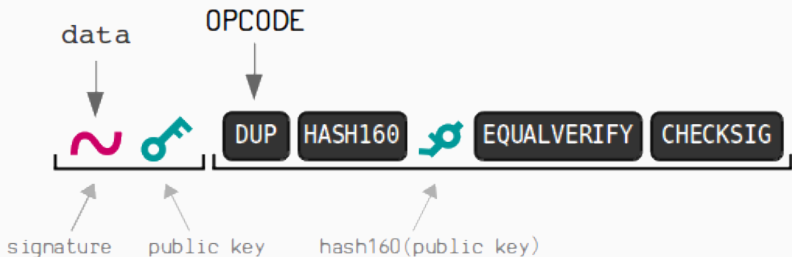 data
OPCODE
DUP HASH160 EQUALVERIFY CHECKSIG
signature public key hash160(public key)